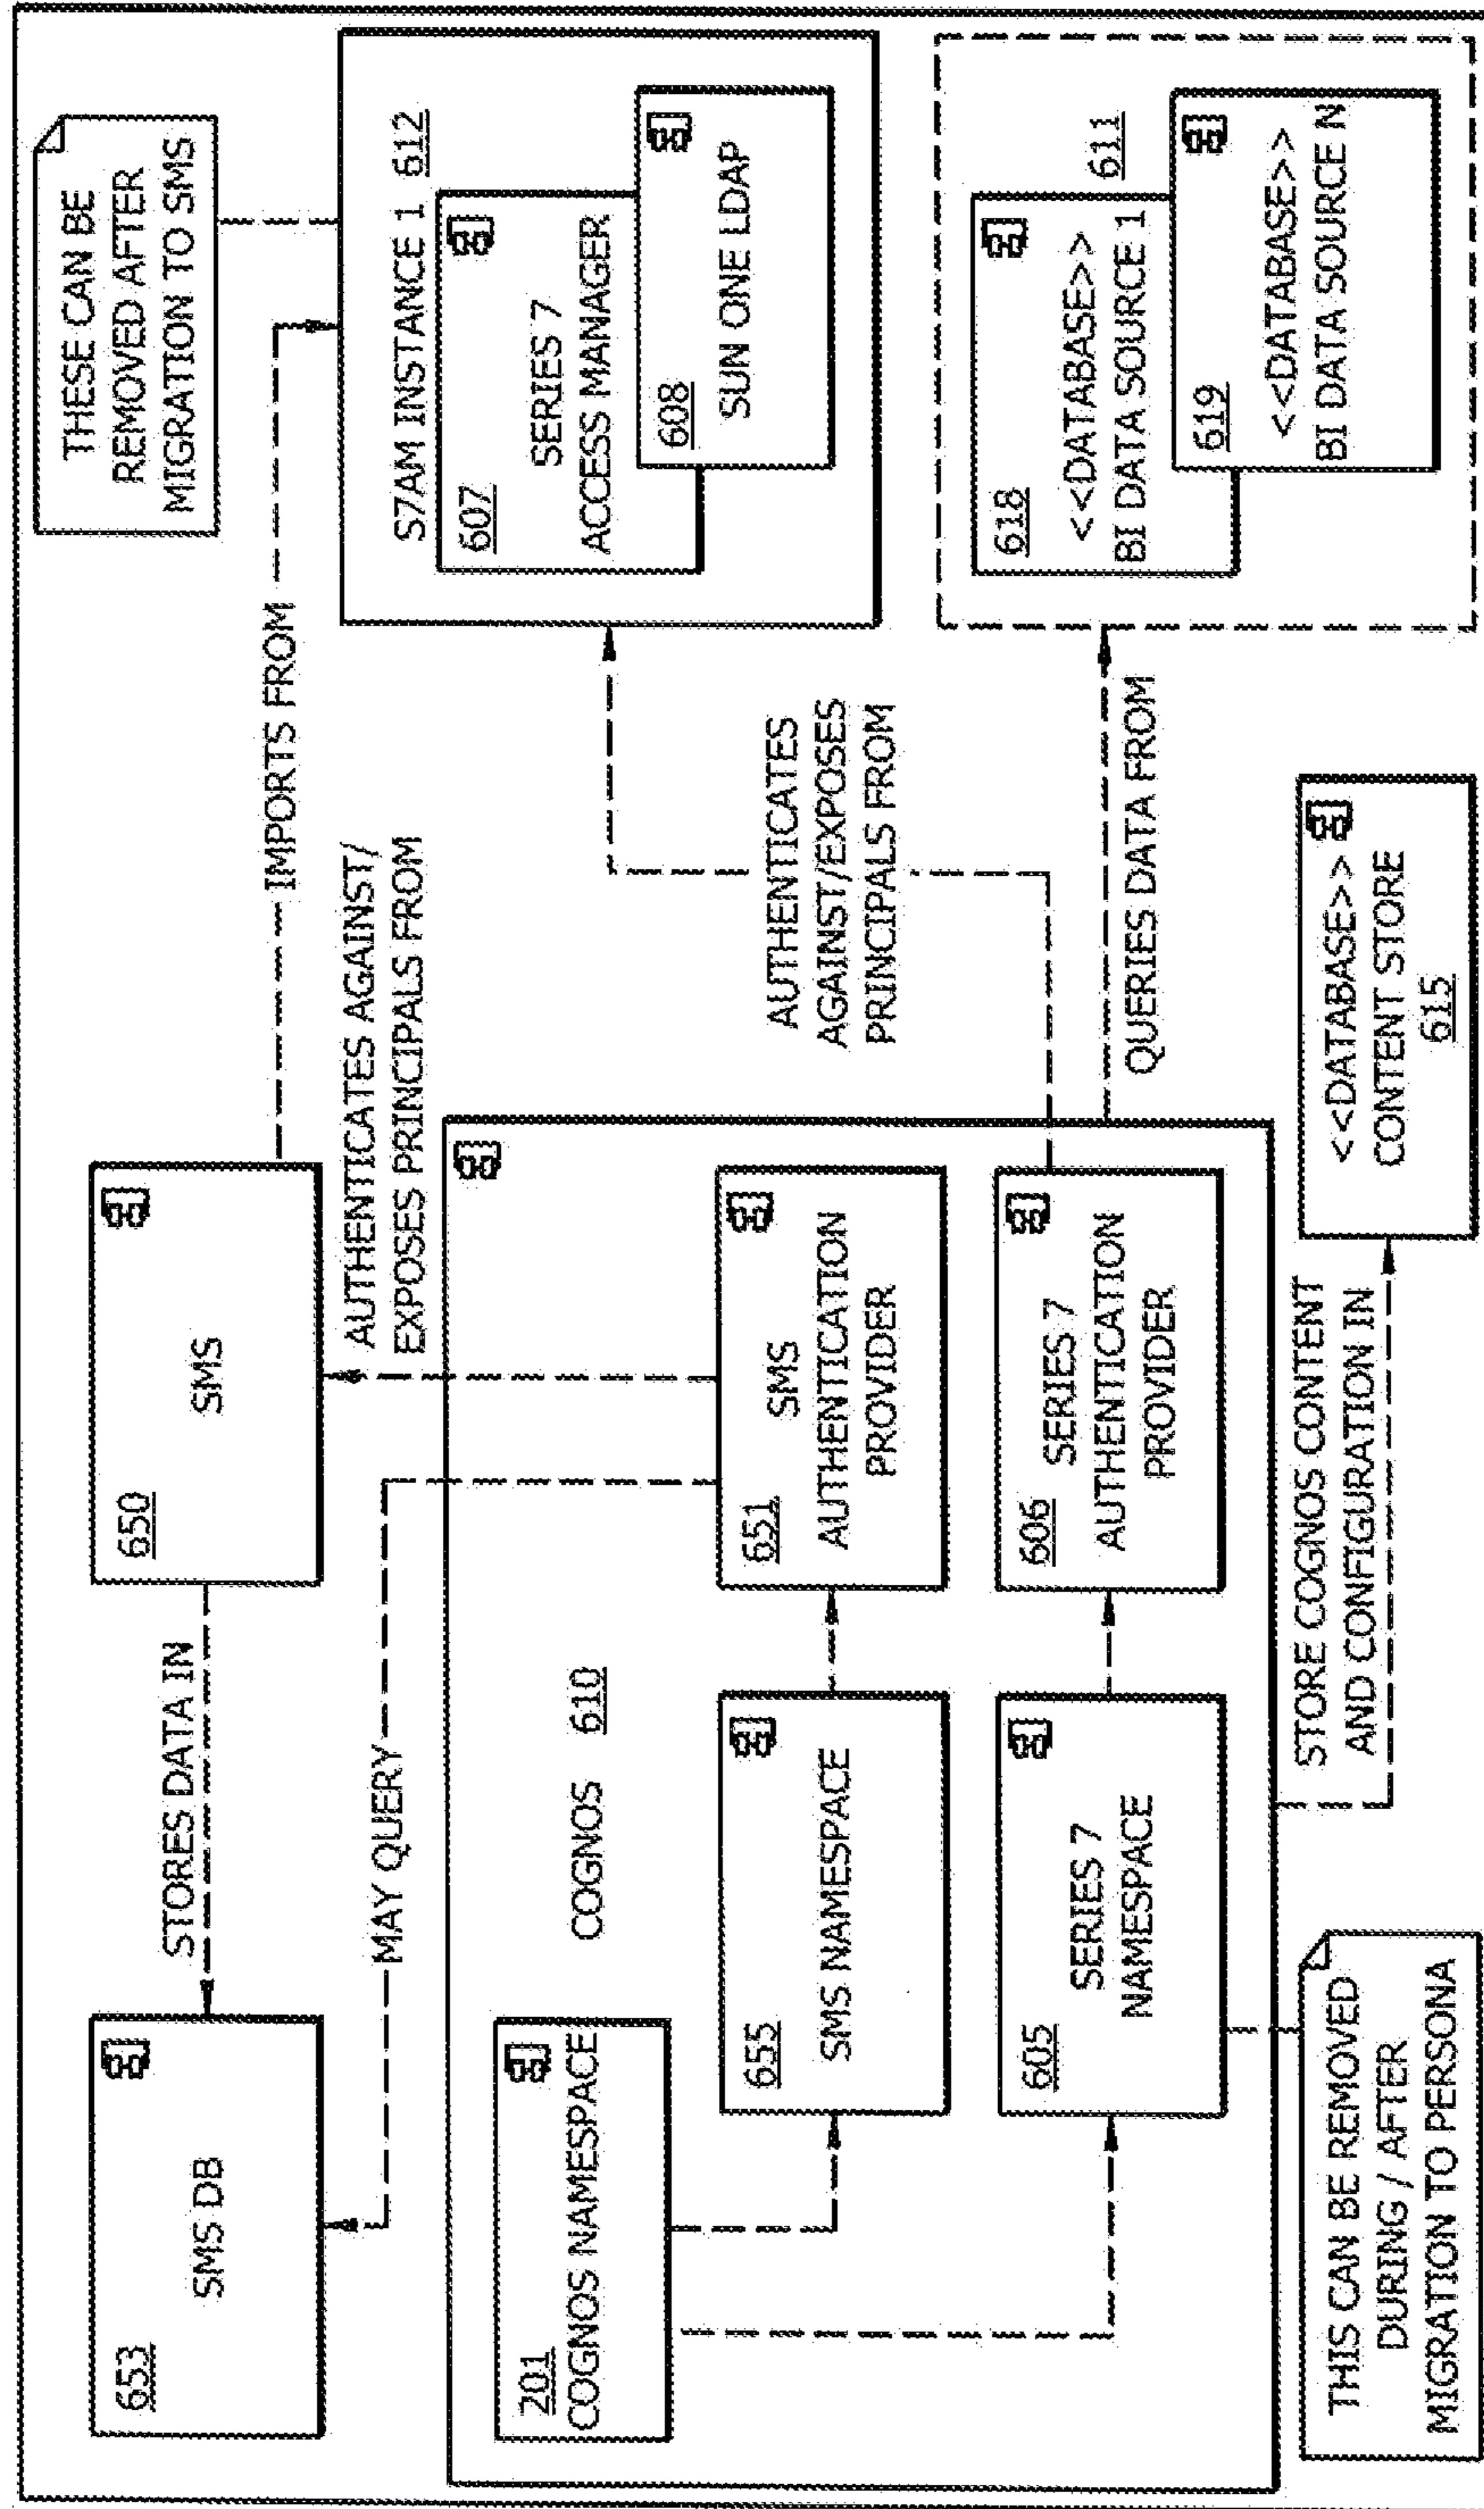 653
SMS DB
STORES DATA IN
650
SMS
IMPORTS FROM
THESE CAN BE
REMOVED AFTER
MIGRATION TO SMS
MAY QUERY
AUTHENTICATES AGAINST/
EXPOSES PRINCIPALS FROM
S7AM INSTANCE 1 612
607
SERIES 7
ACCESS MANAGER
608
SUN ONE LDAP
COGNOS 610
201
COGNOS NAMESPACE
655
SMS NAMESPACE
651
SMS
AUTHENTICATION
PROVIDER
AUTHENTICATES
AGAINST/EXPOSES
PRINCIPALS FROM
605
SERIES 7
NAMESPACE
606
SERIES 7
AUTHENTICATION
PROVIDER
QUERIES DATA FROM
611
618
<<DATABASE>>
BI DATA SOURCE 1
619
<<DATABASE>>
BI DATA SOURCE N
THIS CAN BE REMOVED
DURING / AFTER
MIGRATION TO PERSONA
STORE COGNOS CONTENT
AND CONFIGURATION IN
<<DATABASE>>
CONTENT STORE
615